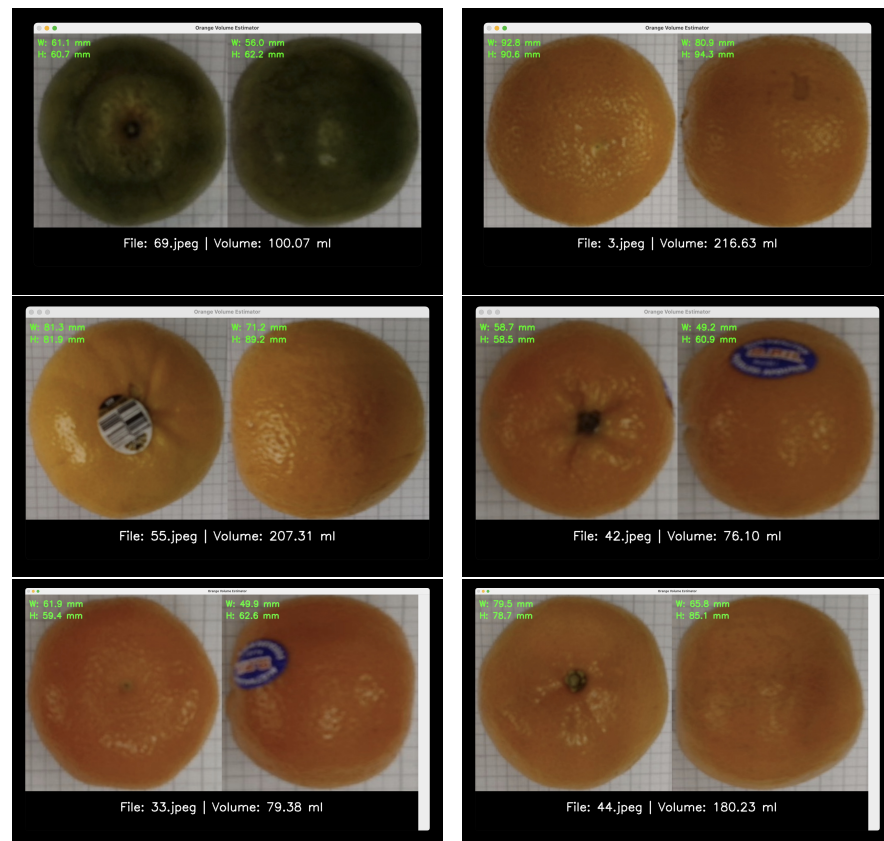 Orange Volume Estimator
W: 61.1 mm W: 56.0 mm
H: 60.7 mm H: 62.2 mm
File: 69.jpeg | Volume: 100.07 ml
Orange Volume Estimator
W: 92.8 mm W: 80.9 mm
H: 90.6 mm H: 94.3 mm
File: 3.jpeg | Volume: 216.63 ml
Orange Volume Estimator
W: 81.3 mm W: 71.2 mm
H: 81.9 mm H: 89.2 mm
File: 55.jpeg | Volume: 207.31 ml
Orange Volume Estimator
W: 58.7 mm W: 49.2 mm
H: 58.5 mm H: 60.9 mm
File: 42.jpeg | Volume: 76.10 ml
Orange Volume Estimator
W: 61.9 mm W: 49.9 mm
H: 59.4 mm H: 62.6 mm
File: 33.jpeg | Volume: 79.38 ml
Orange Volume Estimator
W: 79.5 mm W: 65.8 mm
H: 78.7 mm H: 85.1 mm
File: 44.jpeg | Volume: 180.23 ml